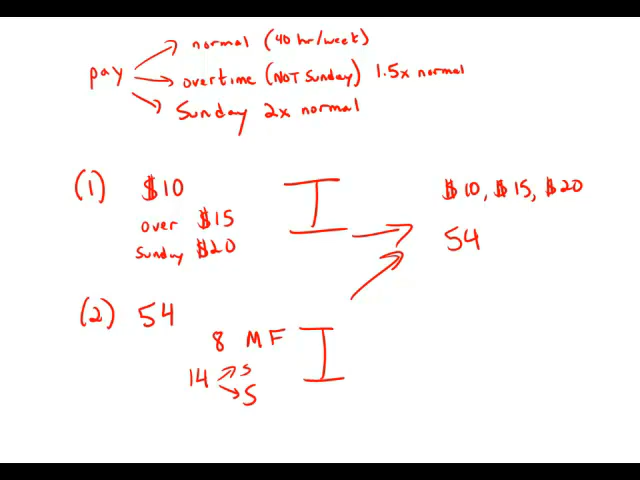 pay
normal (40 hr/week)
overtime (NOT Sunday) 1.5x normal
Sunday 2x normal
(1) $10
over $15
Sunday $20
I
$10, $15, $20
54
(2) 54
8 M F
14 S
S
I